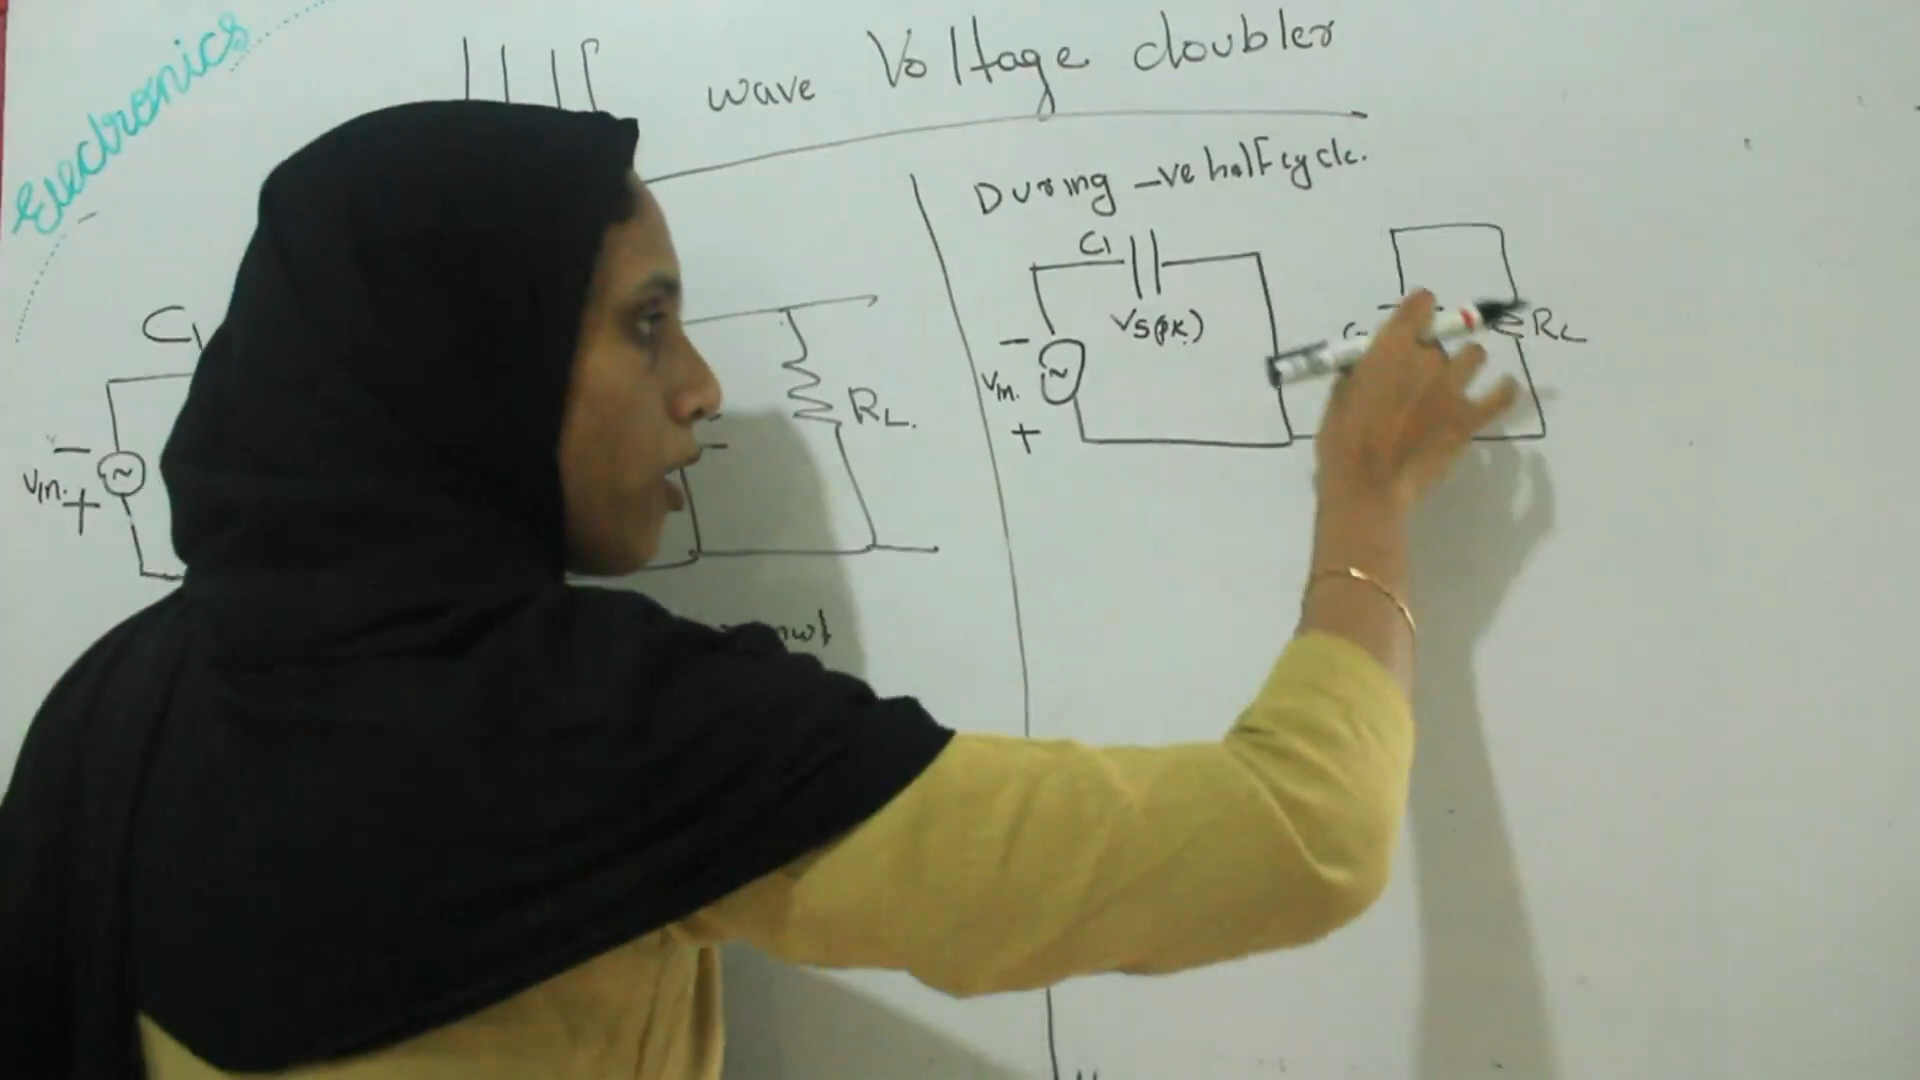 Electronics
wave Voltage doubler
During -ve half cycle.
C1
Vs(pk)
- 
Vin.
+
RL
C1
-
Vin.
+
RL.